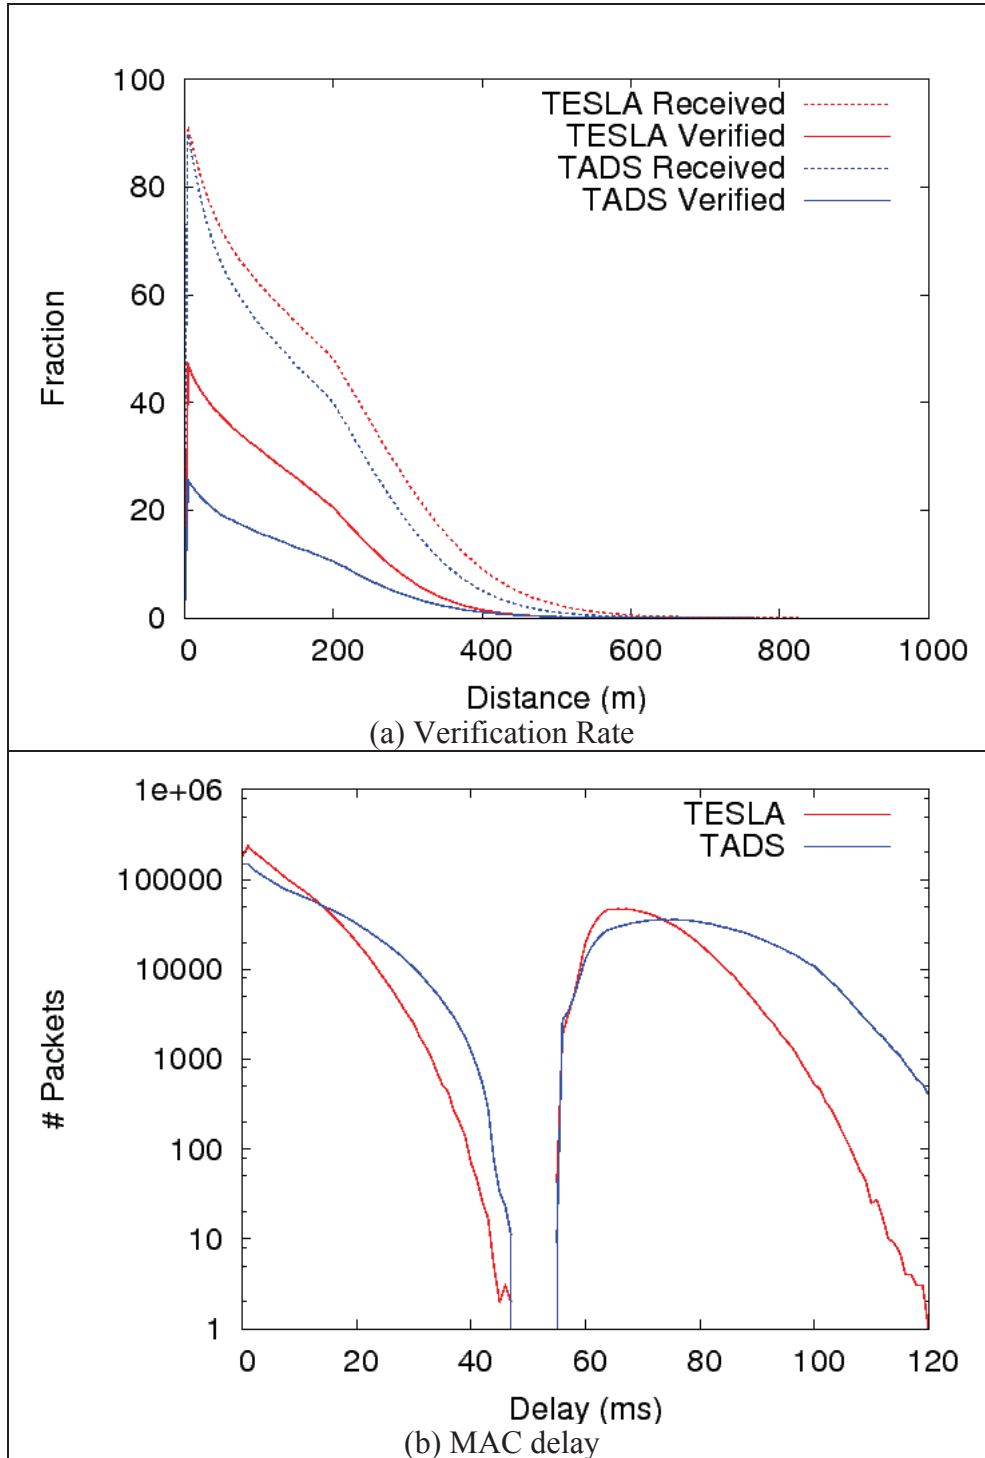 100
80
60
40
20
0
Fraction
TESLA Received
TESLA Verified
TADS Received
TADS Verified
0 200 400 600 800 1000
Distance (m)
(a) Verification Rate
1e+06
100000
10000
1000
100
10
1
# Packets
TESLA
TADS
0 20 40 60 80 100 120
Delay (ms)
(b) MAC delay